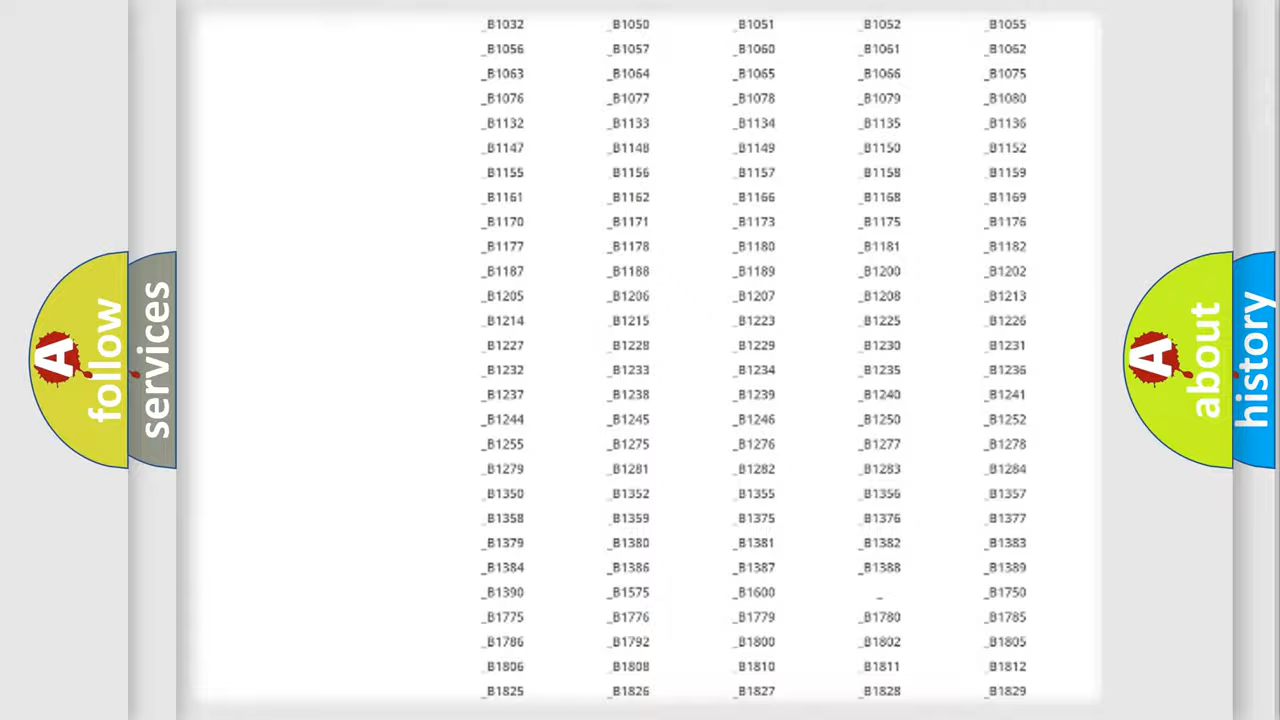 _B1032 _B1050 _B1051 _B1052 _B1055
_B1056 _B1057 _B1060 _B1061 _B1062
_B1063 _B1064 _B1065 _B1066 _B1075
_B1076 _B1077 _B1078 _B1079 _B1080
_B1132 _B1133 _B1134 _B1135 _B1136
_B1147 _B1148 _B1149 _B1150 _B1152
_B1155 _B1156 _B1157 _B1158 _B1159
_B1161 _B1162 _B1166 _B1168 _B1169
_B1170 _B1171 _B1173 _B1175 _B1176
_B1177 _B1178 _B1180 _B1181 _B1182
_B1187 _B1188 _B1189 _B1200 _B1202
_B1205 _B1206 _B1207 _B1208 _B1213
_B1214 _B1215 _B1223 _B1225 _B1226
_B1227 _B1228 _B1229 _B1230 _B1231
_B1232 _B1233 _B1234 _B1235 _B1236
_B1237 _B1238 _B1239 _B1240 _B1241
_B1244 _B1245 _B1246 _B1250 _B1252
_B1255 _B1275 _B1276 _B1277 _B1278
_B1279 _B1281 _B1282 _B1283 _B1284
_B1350 _B1352 _B1355 _B1356 _B1357
_B1358 _B1359 _B1375 _B1376 _B1377
_B1379 _B1380 _B1381 _B1382 _B1383
_B1384 _B1386 _B1387 _B1388 _B1389
_B1390 _B1575 _B1600 _ _B1750
_B1775 _B1776 _B1779 _B1780 _B1785
_B1786 _B1792 _B1800 _B1802 _B1805
_B1806 _B1808 _B1810 _B1811 _B1812
_B1825 _B1826 _B1827 _B1828 _B1829
A
follow
services
A
about
history